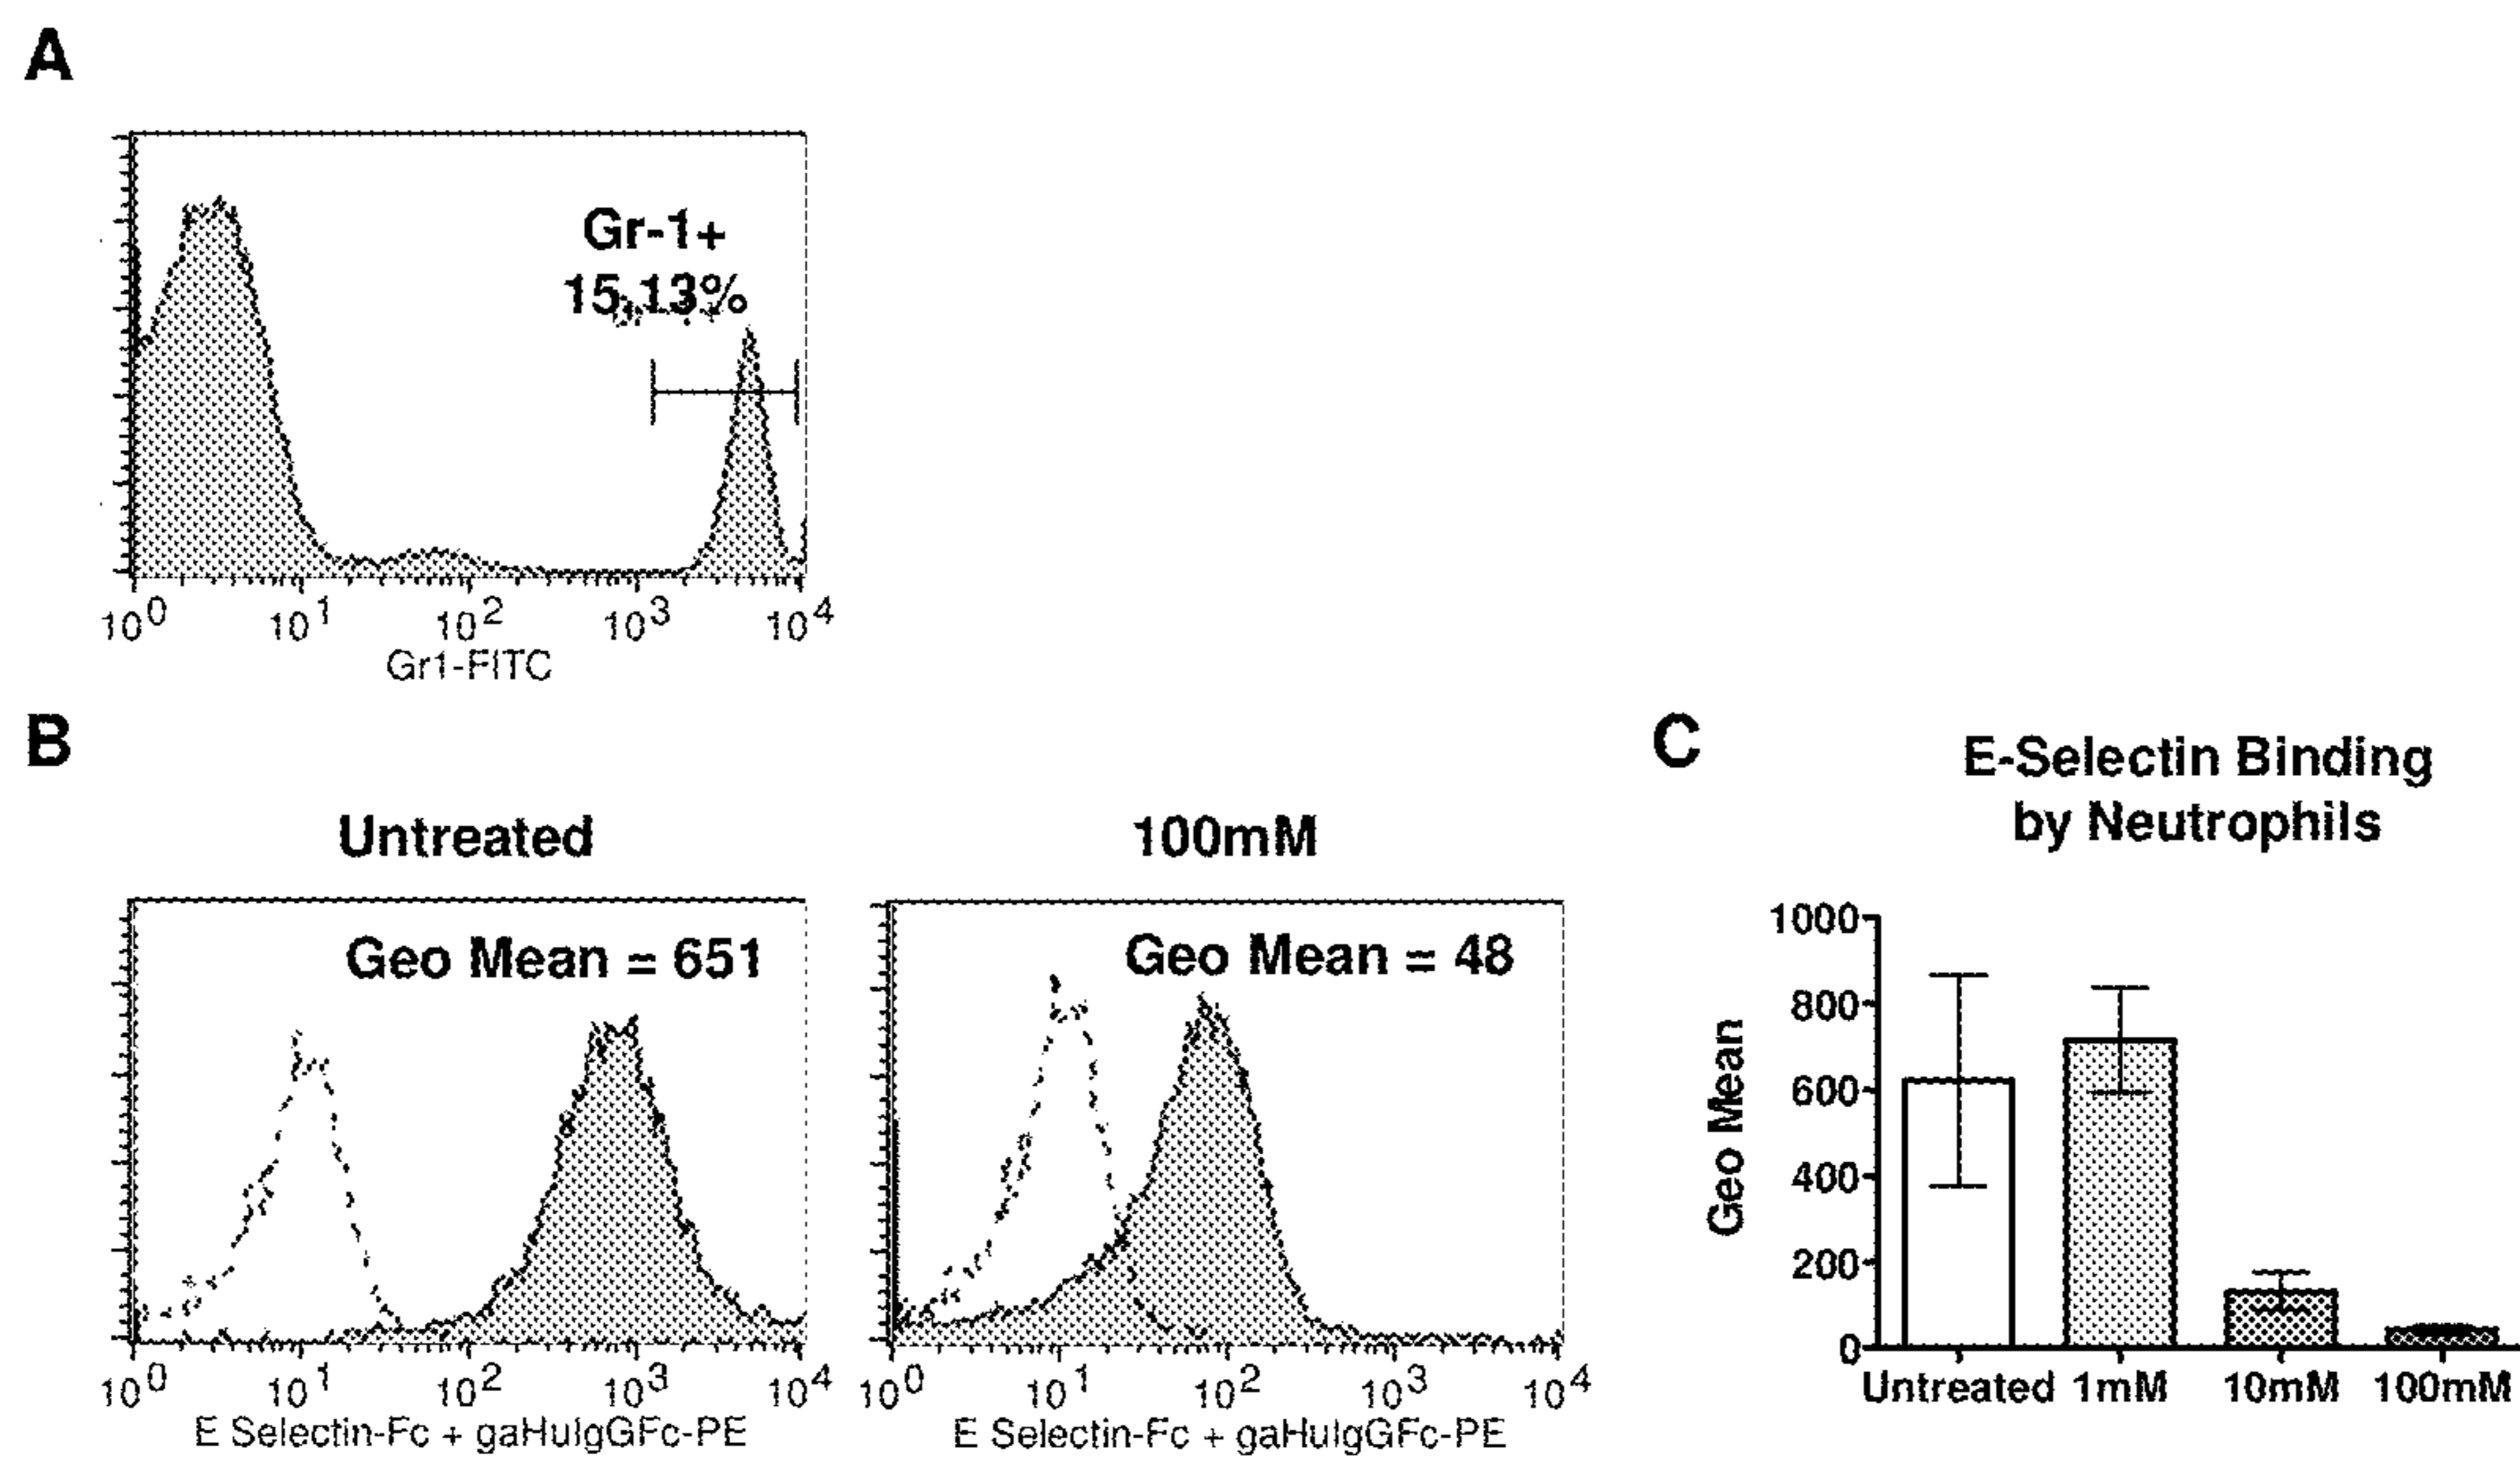 A
Gr-1+
15.13%
10^0 10^1 10^2 10^3 10^4
Gr1-FITC
B
Untreated
Geo Mean = 651
10^0 10^1 10^2 10^3 10^4
E Selectin-Fc + gaHuIgGFc-PE
100mM
Geo Mean = 48
10^0 10^1 10^2 10^3 10^4
E Selectin-Fc + gaHuIgGFc-PE
C
E-Selectin Binding
by Neutrophils
Geo Mean
1000
800
600
400
200
0
Untreated 1mM 10mM 100mM